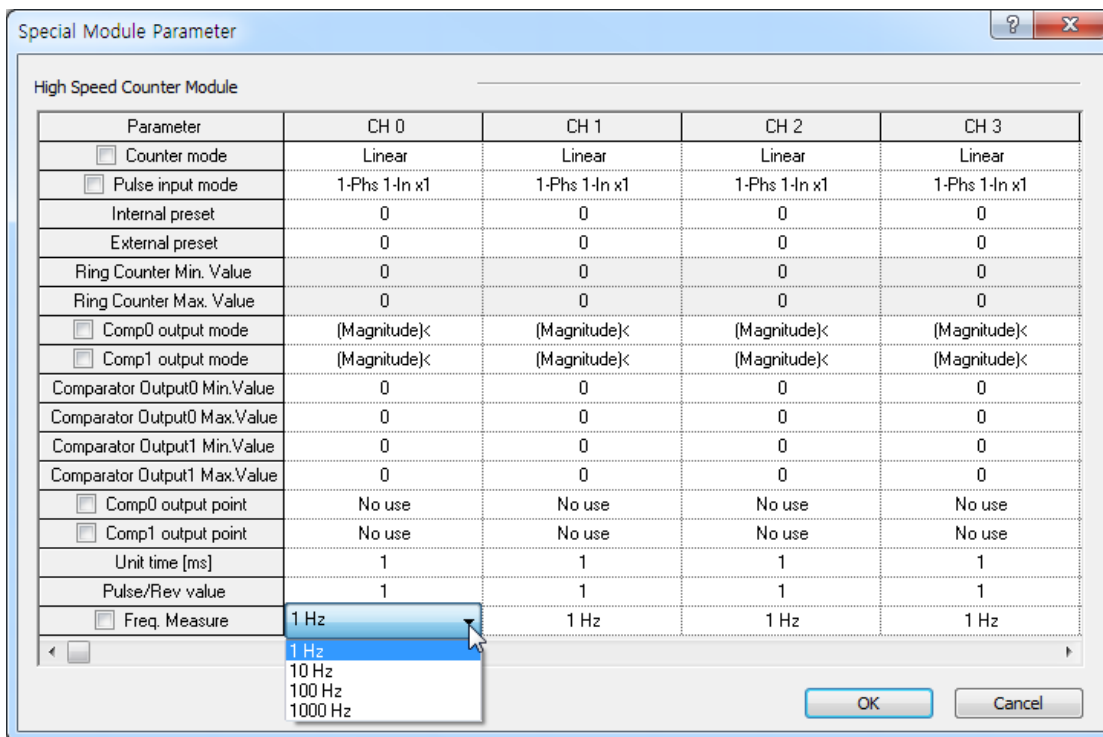 Special Module Parameter
High Speed Counter Module
Parameter CH 0 CH 1 CH 2 CH 3
Counter mode Linear Linear Linear Linear
Pulse input mode 1-Phs 1-In x1 1-Phs 1-In x1 1-Phs 1-In x1 1-Phs 1-In x1
Internal preset 0 0 0 0
External preset 0 0 0 0
Ring Counter Min. Value 0 0 0 0
Ring Counter Max. Value 0 0 0 0
Comp0 output mode (Magnitude)< (Magnitude)< (Magnitude)< (Magnitude)<
Comp1 output mode (Magnitude)< (Magnitude)< (Magnitude)< (Magnitude)<
Comparator Output0 Min.Value 0 0 0 0
Comparator Output0 Max.Value 0 0 0 0
Comparator Output1 Min.Value 0 0 0 0
Comparator Output1 Max.Value 0 0 0 0
Comp0 output point No use No use No use No use
Comp1 output point No use No use No use No use
Unit time [ms] 1 1 1 1
Pulse/Rev value 1 1 1 1
Freq. Measure 1 Hz 1 Hz 1 Hz 1 Hz
1 Hz
10 Hz
100 Hz
1000 Hz
OK Cancel